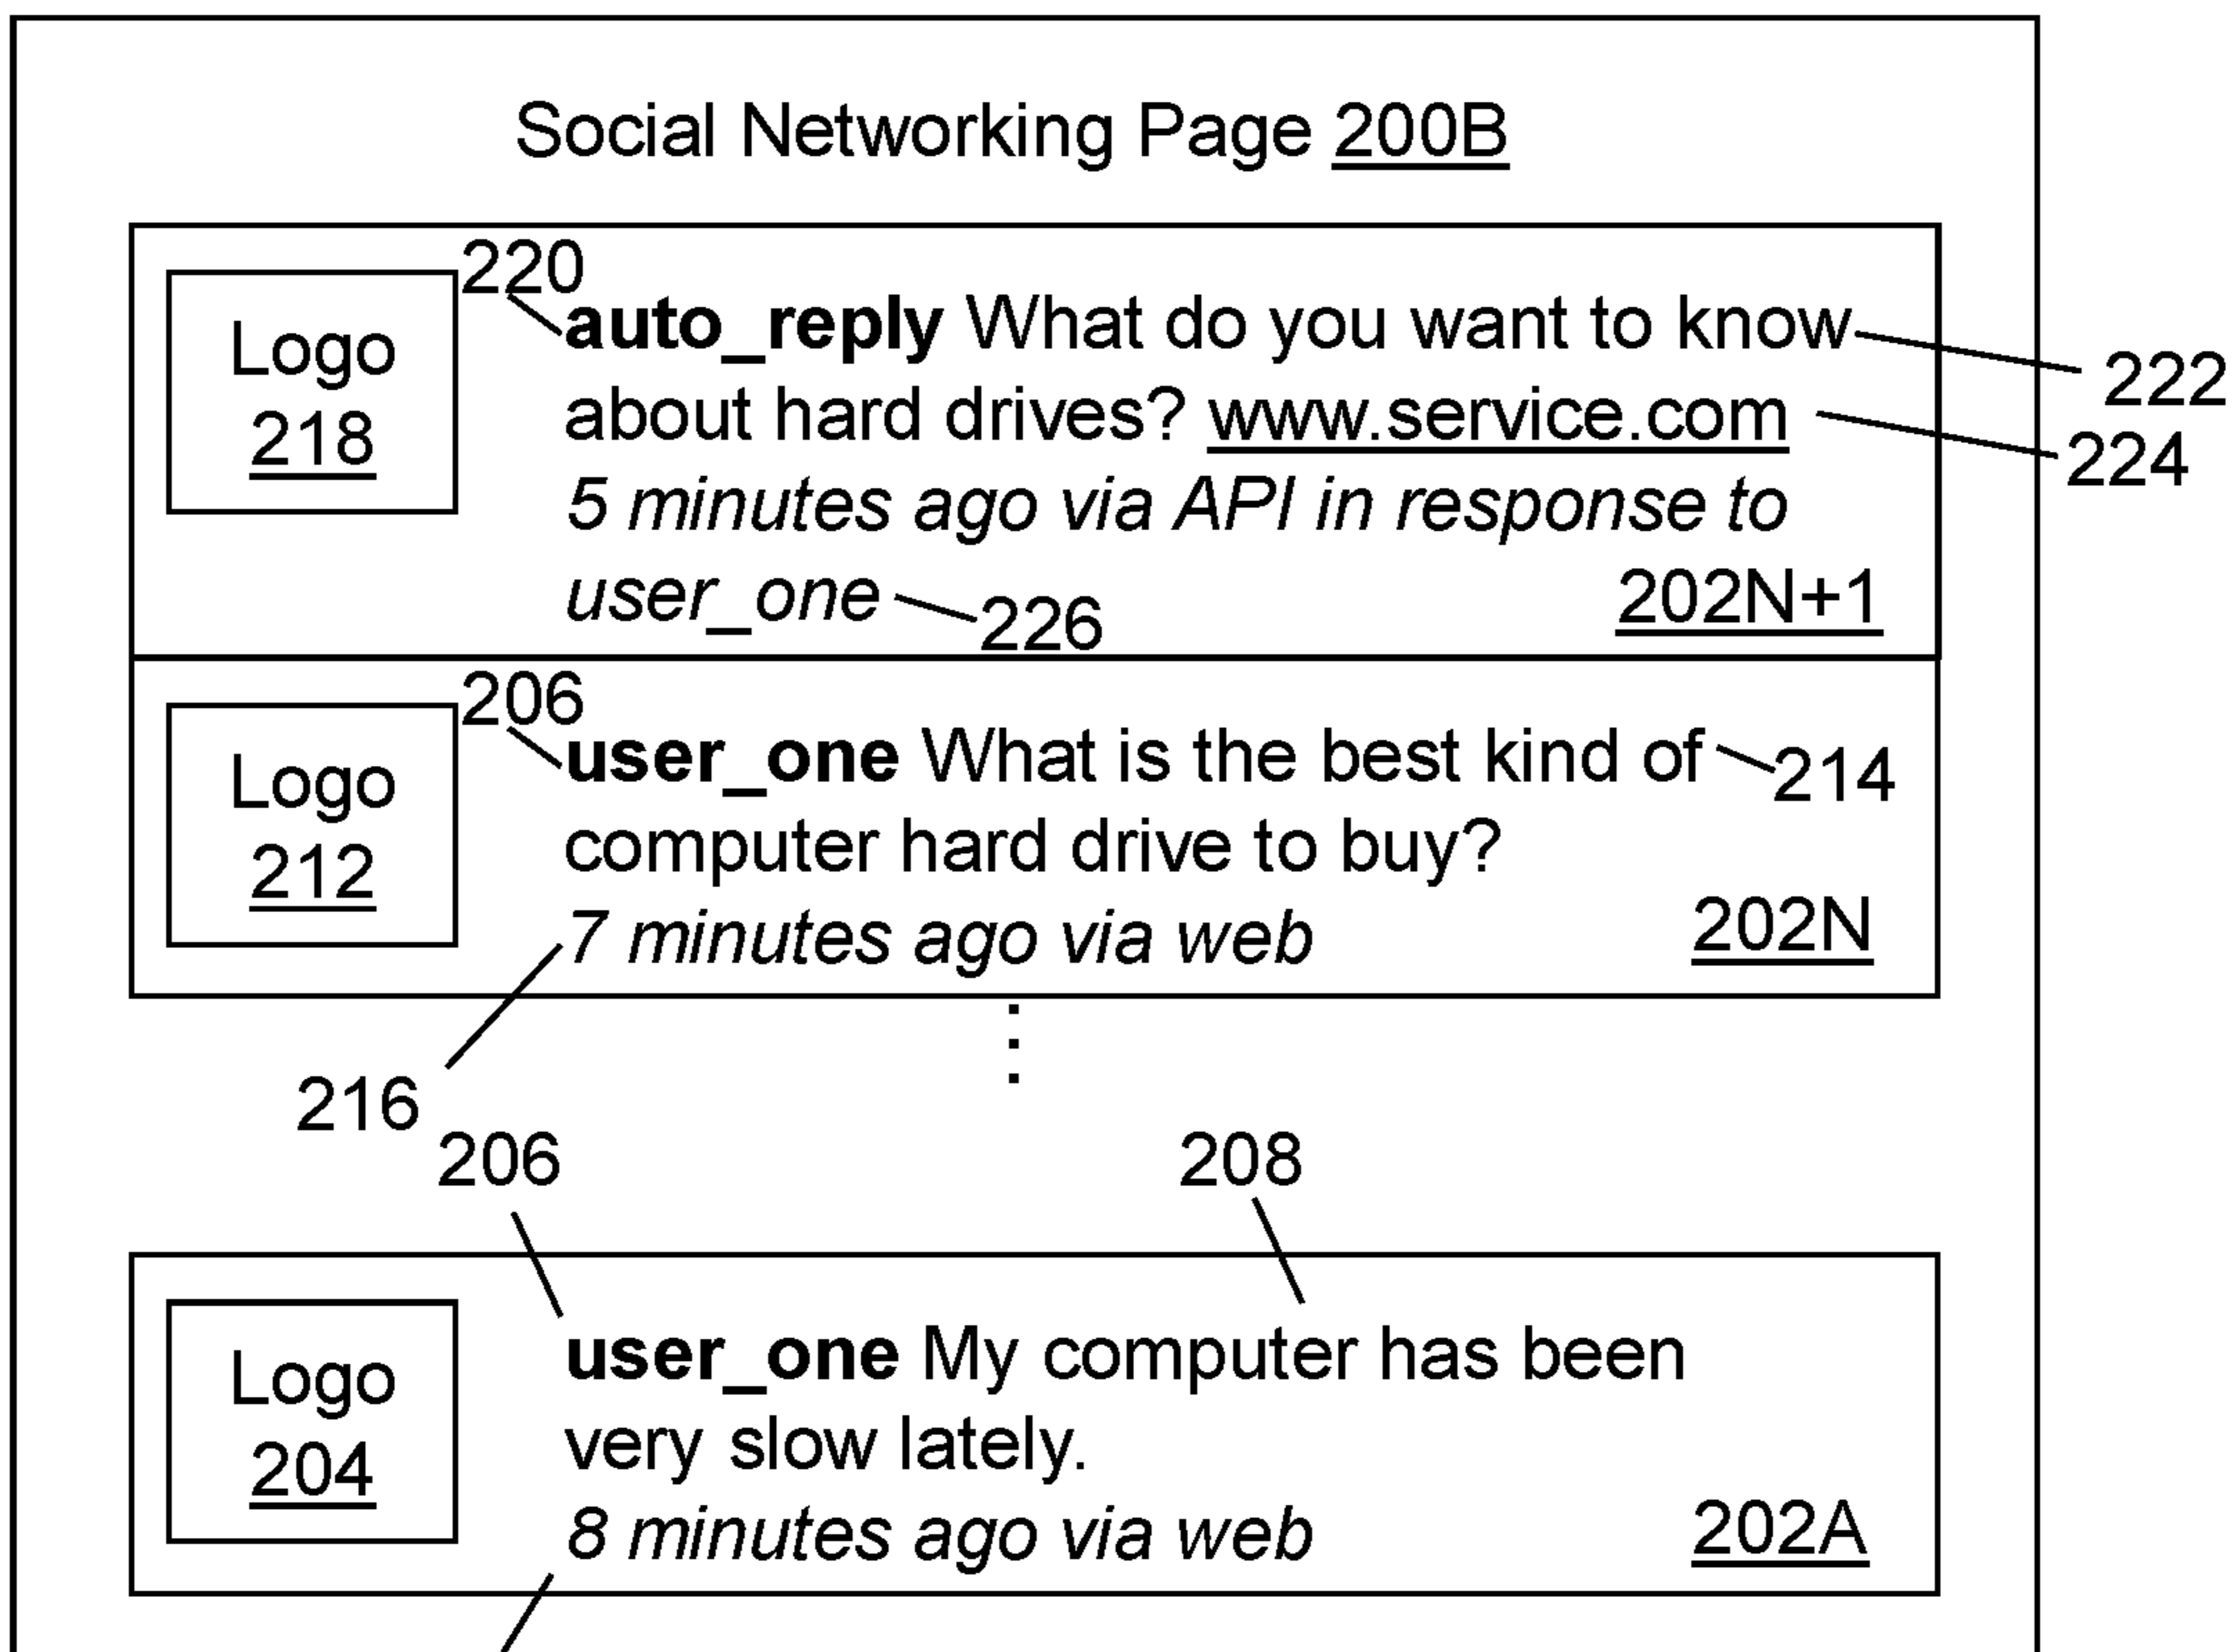 Social Networking Page 200B
220
Logo
218
auto_reply What do you want to know
222
about hard drives? www.service.com
224
5 minutes ago via API in response to
user_one
226
202N+1
206
Logo
212
user_one What is the best kind of
214
computer hard drive to buy?
7 minutes ago via web
202N
216
206
208
Logo
204
user_one My computer has been
very slow lately.
8 minutes ago via web
202A